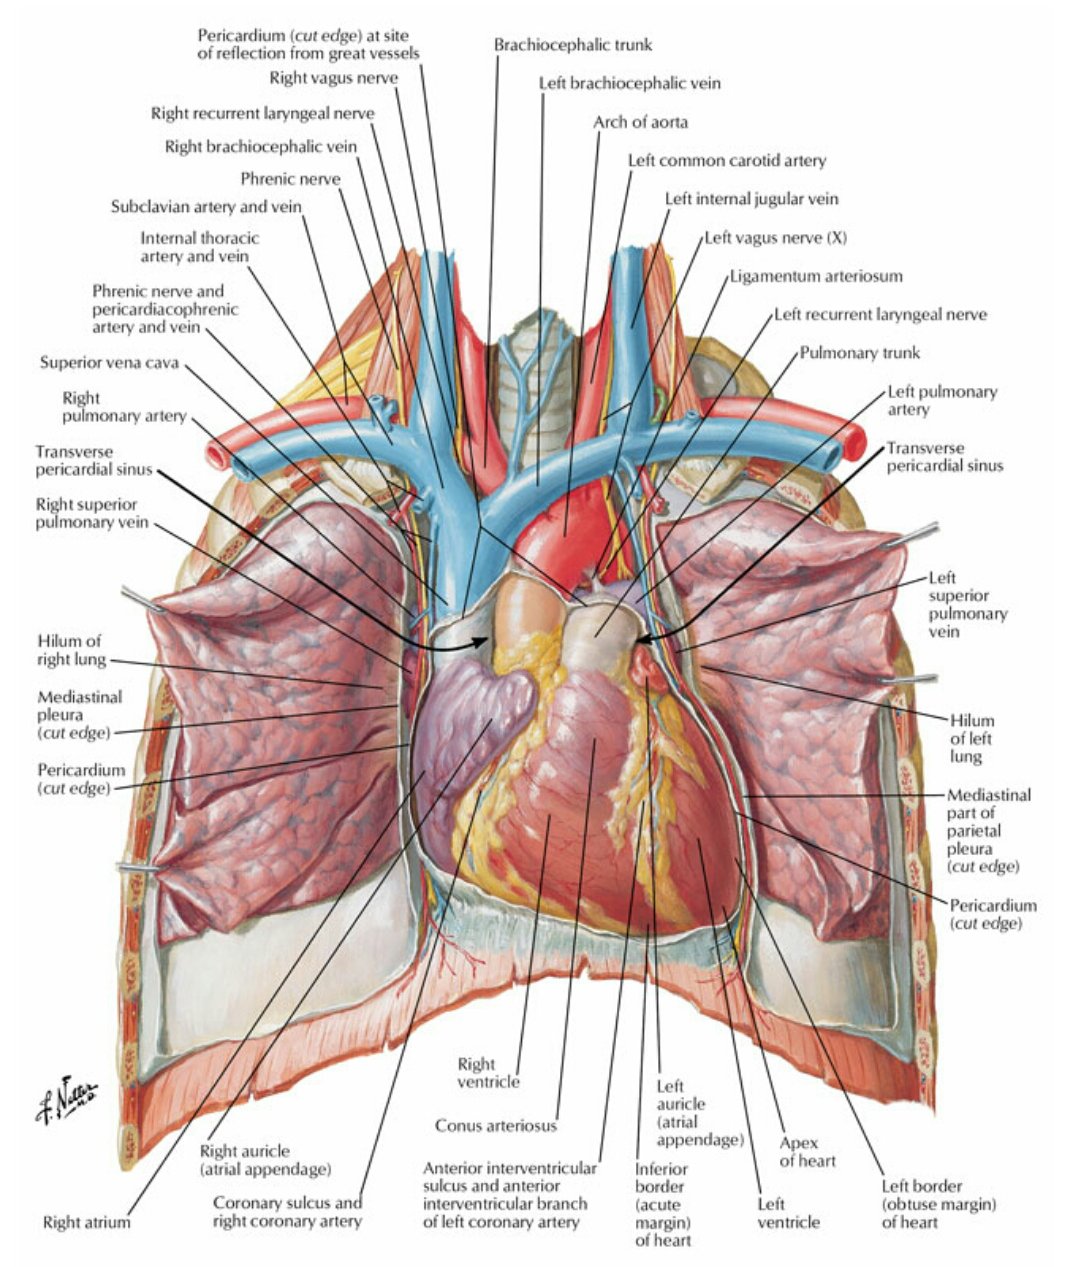 Pericardium (cut edge) at site
of reflection from great vessels
Right vagus nerve
Right recurrent laryngeal nerve
Right brachiocephalic vein
Phrenic nerve
Subclavian artery and vein
Internal thoracic
artery and vein
Phrenic nerve and
pericardiacophrenic
artery and vein
Superior vena cava
Right
pulmonary artery
Transverse
pericardial sinus
Right superior
pulmonary vein
Hilum of
right lung
Mediastinal
pleura
(cut edge)
Pericardium
(cut edge)
Brachiocephalic trunk
Left brachiocephalic vein
Arch of aorta
Left common carotid artery
Left internal jugular vein
Left vagus nerve (X)
Ligamentum arteriosum
Left recurrent laryngeal nerve
Pulmonary trunk
Left pulmonary
artery
Transverse
pericardial sinus
Left
superior
pulmonary
vein
Hilum
of left
lung
Mediastinal
part of
parietal
pleura
(cut edge)
Pericardium
(cut edge)
F. Netter
M.D.
Right atrium
Right auricle
(atrial appendage)
Coronary sulcus and
right coronary artery
Right
ventricle
Conus arteriosus
Anterior interventricular
sulcus and anterior
interventricular branch
of left coronary artery
Left
auricle
(atrial
appendage)
Inferior
border
(acute
margin)
of heart
Apex
of heart
Left
ventricle
Left border
(obtuse margin)
of heart